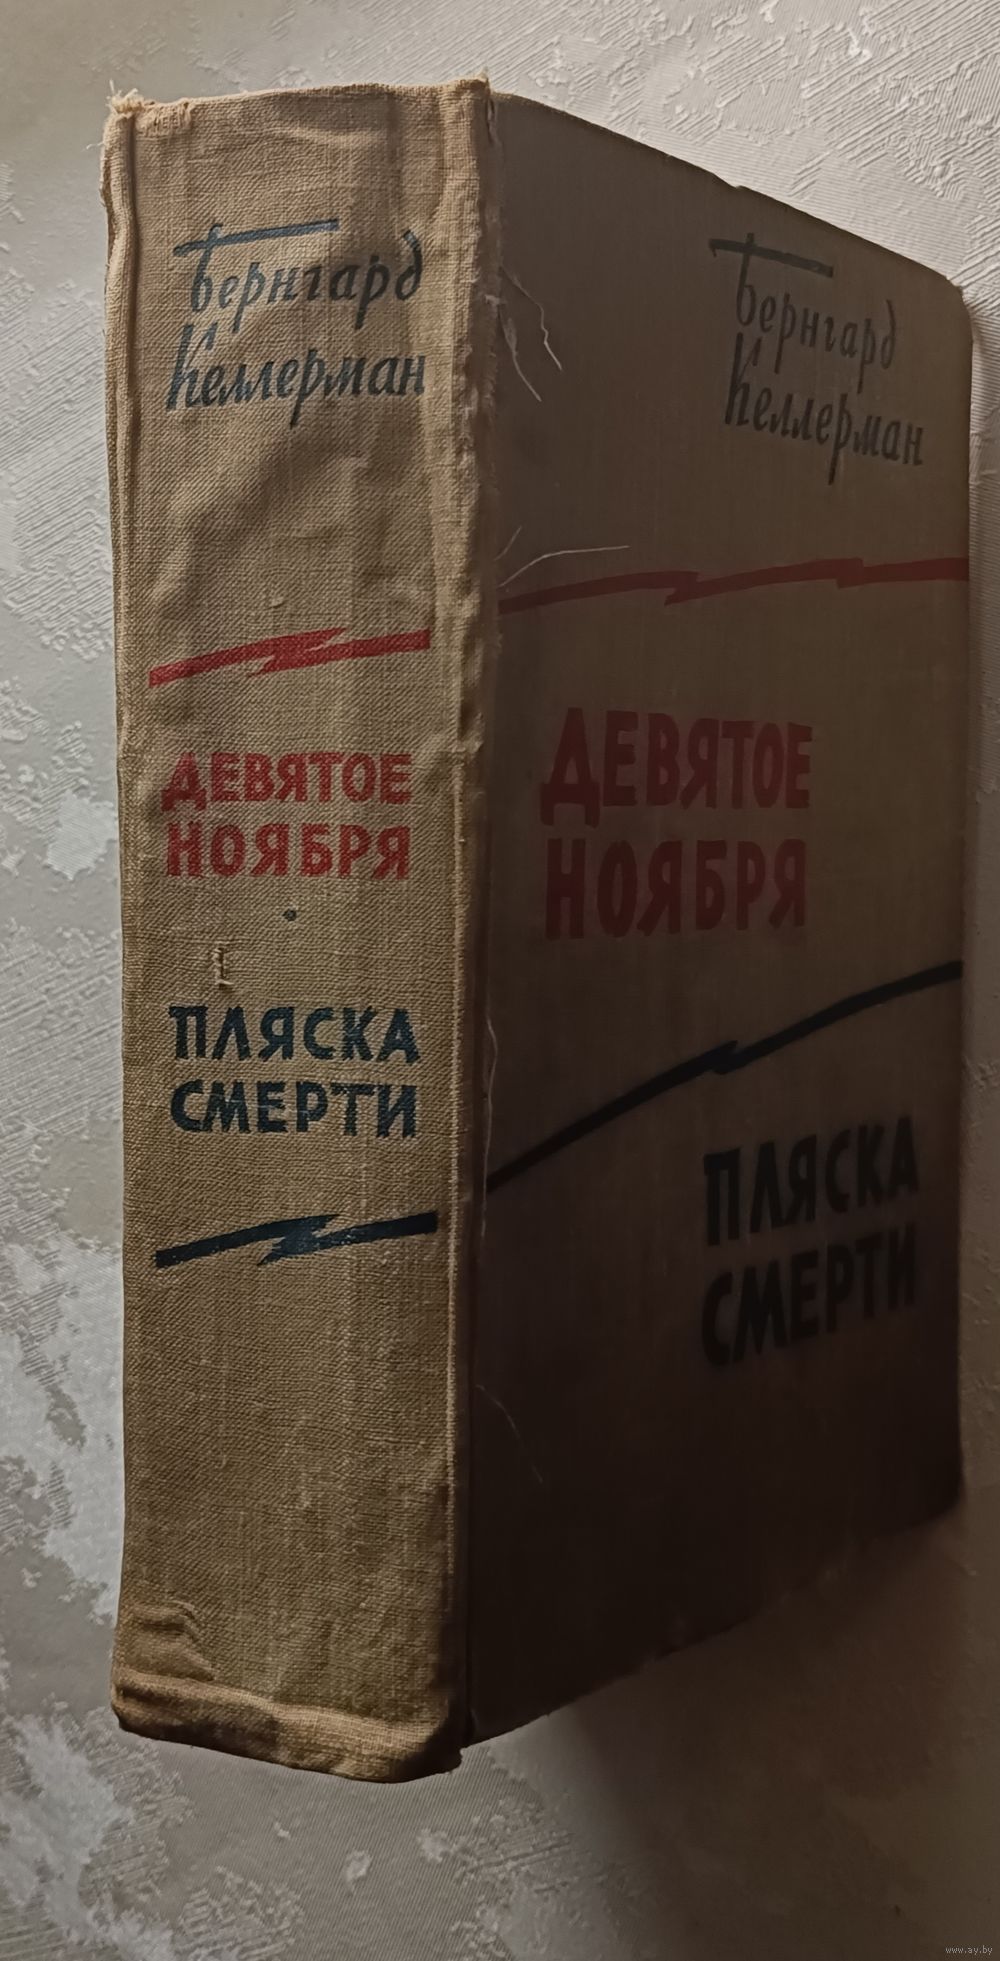 Бернгард
Келлерман
ДЕВЯТОЕ
НОЯБРЯ
ПЛЯСКА
СМЕРТИ
Бернгард
Келлерман
ДЕВЯТОЕ
НОЯБРЯ
ПЛЯСКА
СМЕРТИ
www.ay.by